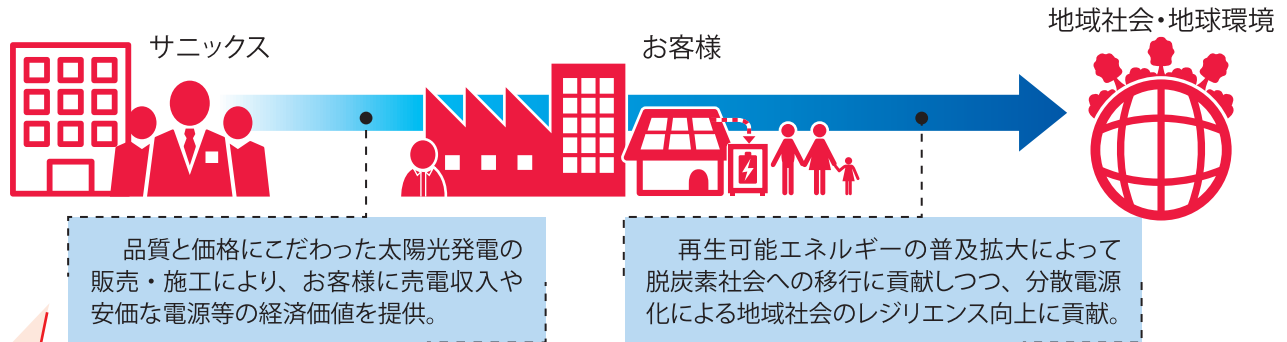 サニックス
お客様
地域社会・地球環境
品質と価格にこだわった太陽光発電の
販売・施工により、お客様に売電収入や
安価な電源等の経済価値を提供。
再生可能エネルギーの普及拡大によって
脱炭素社会への移行に貢献しつつ、分散電源
化による地域社会のレジリエンス向上に貢献。